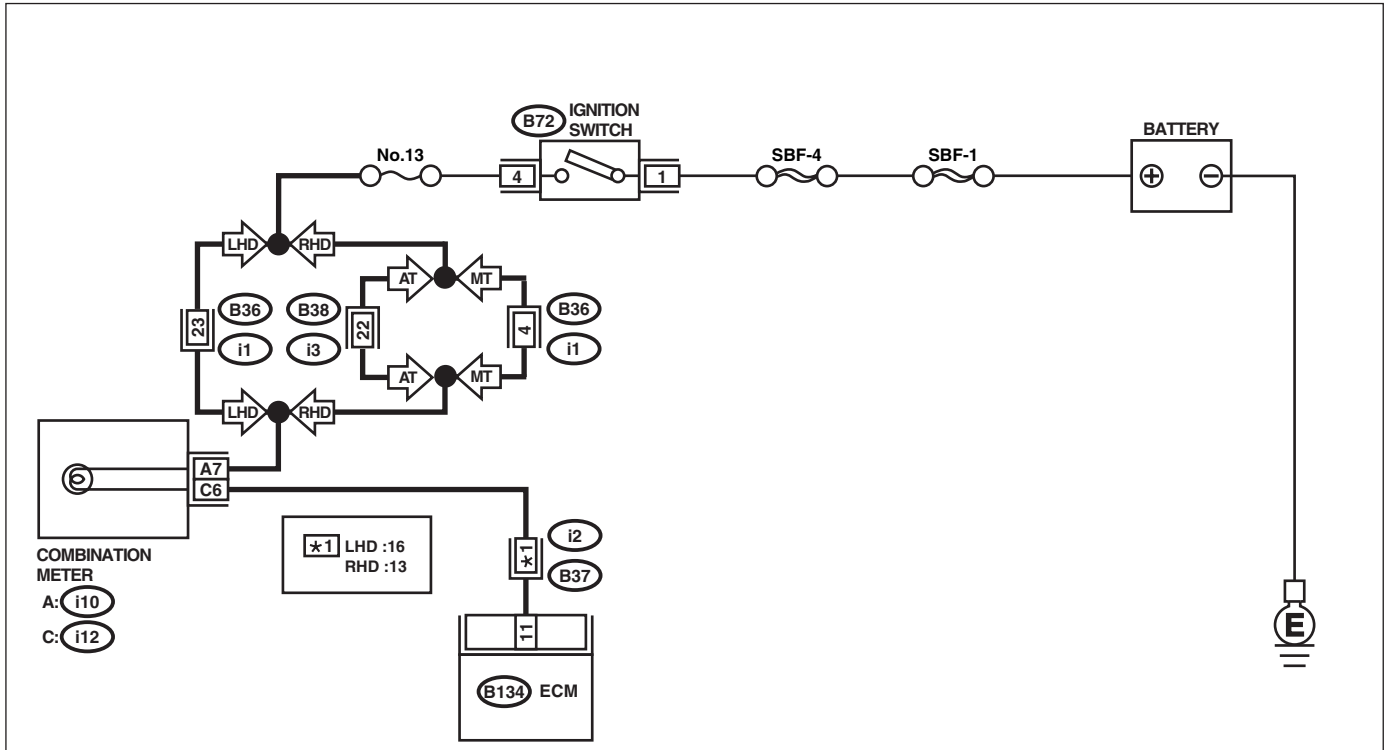 IGNITION
SWITCH
B72
BATTERY
No.13
4
1
SBF-4
SBF-1
+
−
LHD
RHD
AT
MT
23
B36
i1
B38
i3
22
4
B36
i1
AT
MT
LHD
RHD
A7
C6
COMBINATION
METER
A: i10
C: i12
*1 LHD :16
RHD :13
*1
i2
B37
11
B134 ECM
E